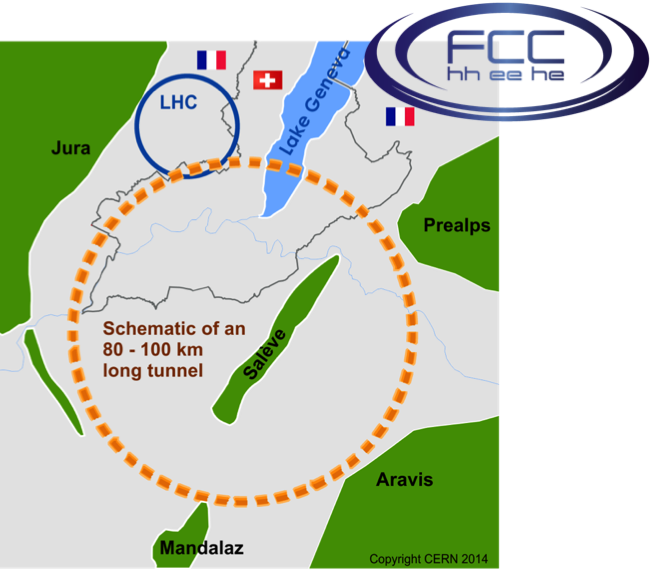 FCC
hh ee he
LHC
Lake Geneva
Jura
Prealps
Schematic of an
80 - 100 km
long tunnel
Salève
Aravis
Mandalaz
Copyright CERN 2014